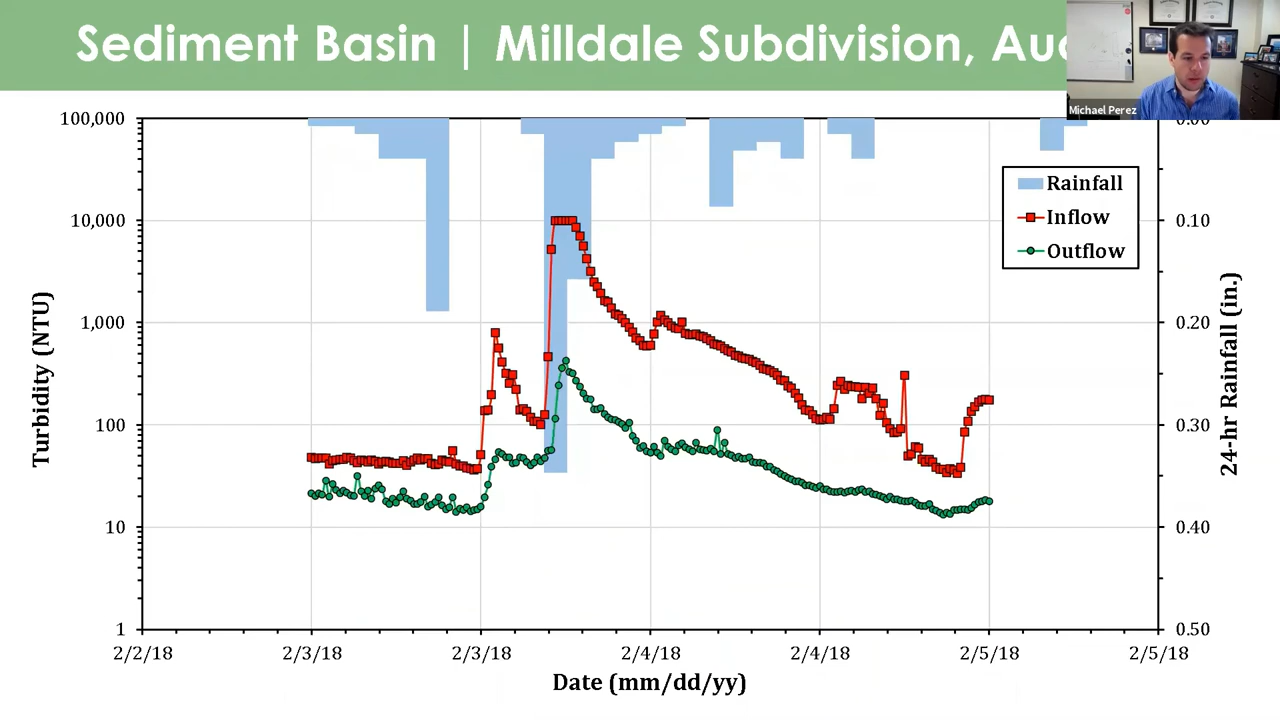 Sediment Basin | Milldale Subdivision,
Michael Perez
100,000
10,000
1,000
100
10
1
Turbidity (NTU)
0.00
0.10
0.20
0.30
0.40
0.50
24-hr Rainfall (in.)
Rainfall
Inflow
Outflow
2/2/18
2/3/18
2/3/18
2/4/18
2/4/18
2/5/18
2/5/18
Date (mm/dd/yy)